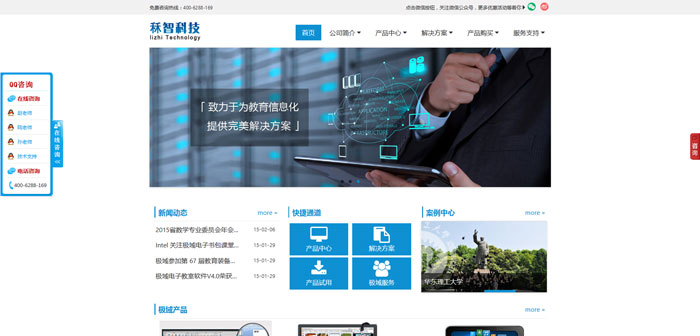 免费咨询热线：400-6288-169
点击微信按钮，关注微信公众号，更多优惠活动等着你
秝智科技
lizhi Technology
首页 公司简介 产品中心 解决方案 产品购买 服务支持
「 致力于为教育信息化
提供完美解决方案 」
QQ咨询
在线咨询
赵老师
孙老师
技术支持
电话咨询
400-6288-169
在线咨询
咨询
新闻动态 more »
2015省数学专业委员会年会... 15-02-06
Intel 关注极域电子书包课堂... 15-01-29
极域参加第 67 届教育装备... 15-01-29
极域电子教室软件V4.0荣获... 15-01-29
快捷通道
产品中心
解决方案
产品试用
极域服务
案例中心 more »
华东理工大学
极域产品 more »